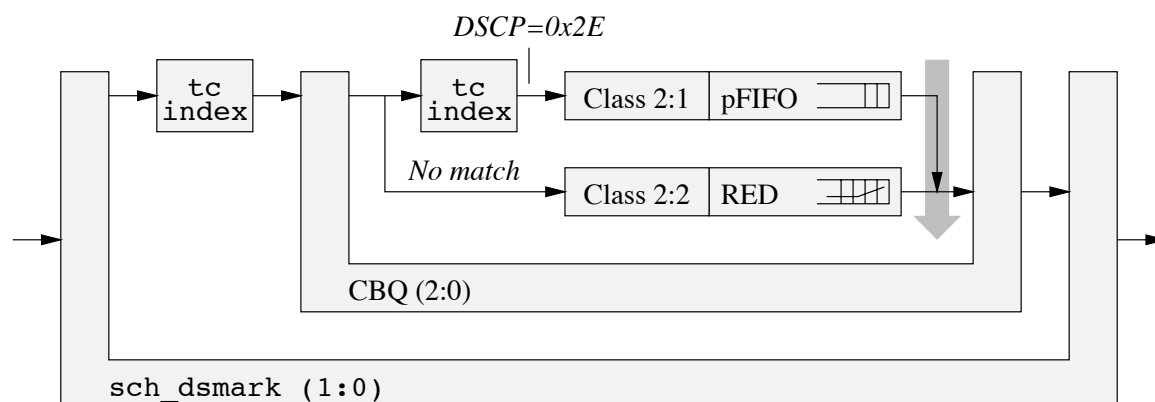 DSCP=0x2E
tc
index
tc
index
Class 2:1
pFIFO
No match
Class 2:2
RED
CBQ (2:0)
sch_dsmark (1:0)